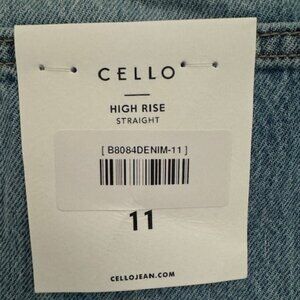 CELLO
HIGH RISE
STRAIGHT
[ B8084DENIM-11 ]
11
CELLOJEAN.COM